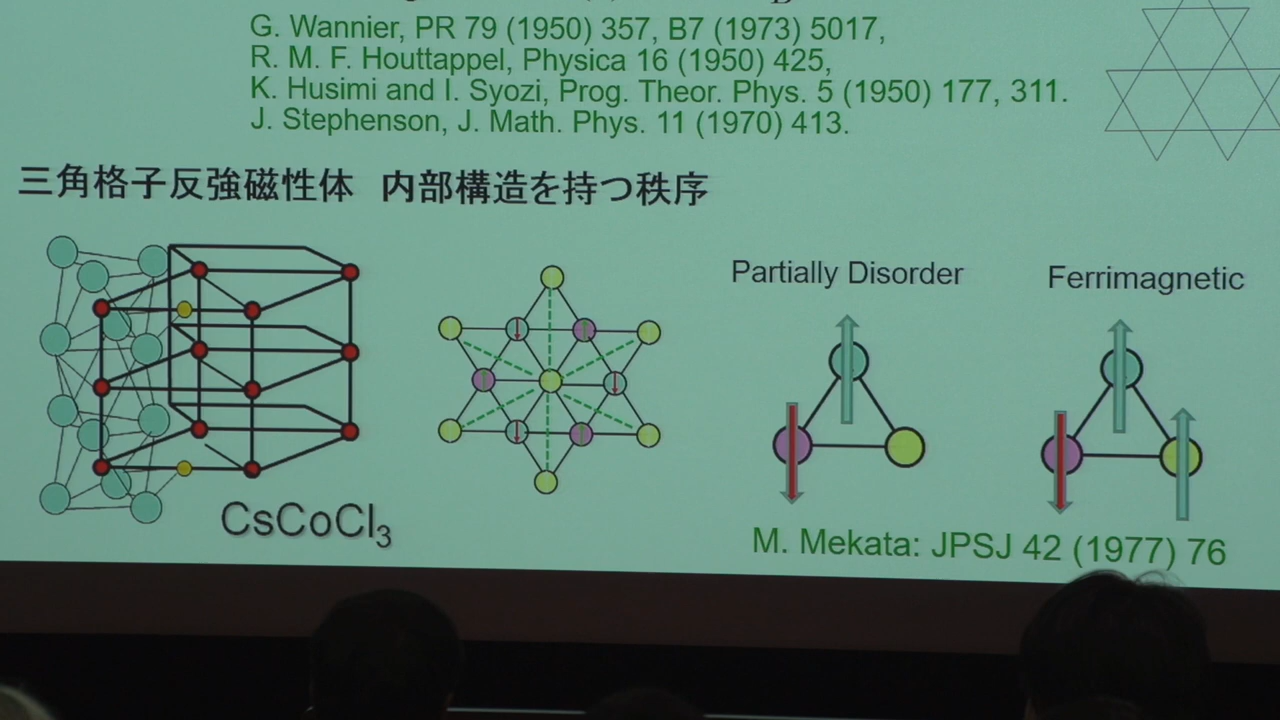 G. Wannier, PR 79 (1950) 357, B7 (1973) 5017,
R. M. F. Houttappel, Physica 16 (1950) 425,
K. Husimi and I. Syozi, Prog. Theor. Phys. 5 (1950) 177, 311.
J. Stephenson, J. Math. Phys. 11 (1970) 413.
三角格子反強磁性体 内部構造を持つ秩序
Partially Disorder
Ferrimagnetic
CsCoCl3
M. Mekata: JPSJ 42 (1977) 76